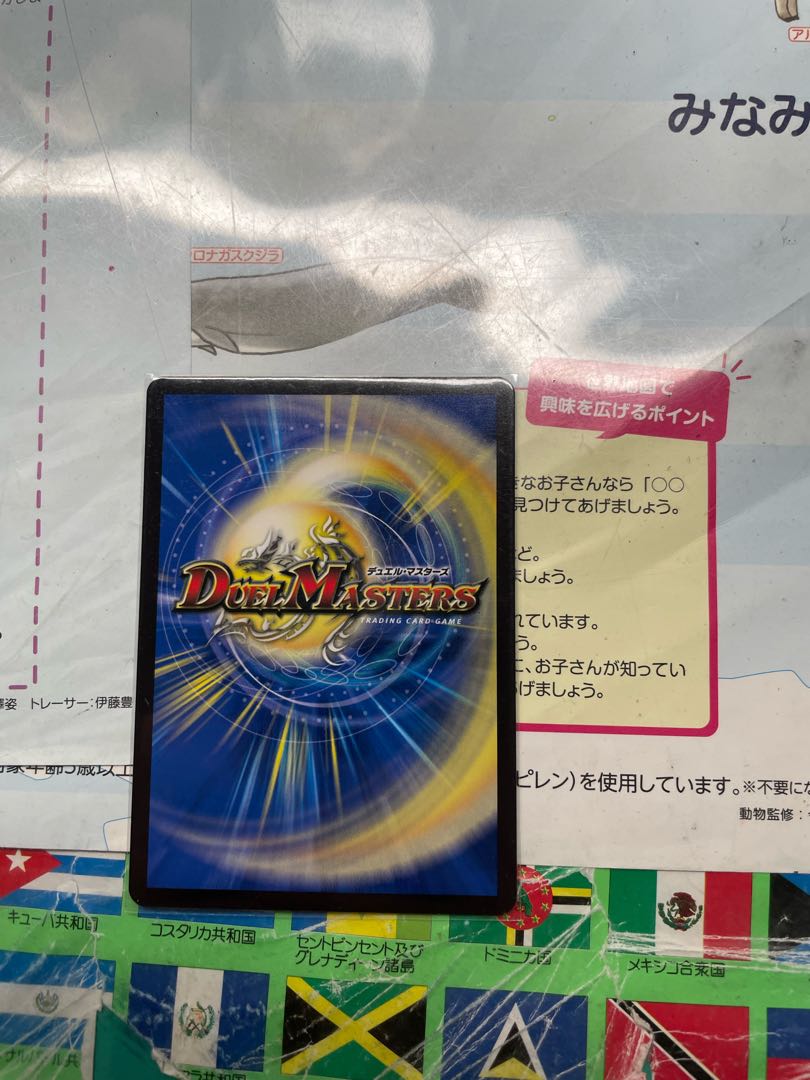 みなみ
ロナガスクジラ
で
興味を広げるポイント
きなお子さんなら「○○
見つけてあげましょう。
ど。
ましょう。
れています。
う。
に、お子さんが知ってい
げましょう。
デュエル・マスターズ
DUEL MASTERS
TRADING CARD GAME
姿 トレーサー:伊藤豊
ピレン)を使用しています。※不要にな
動物監修:
キューバ共和国
コスタリカ共和国
セントビンセント及び
グレナディーン諸島
ドミニカ国
メキシコ合衆国